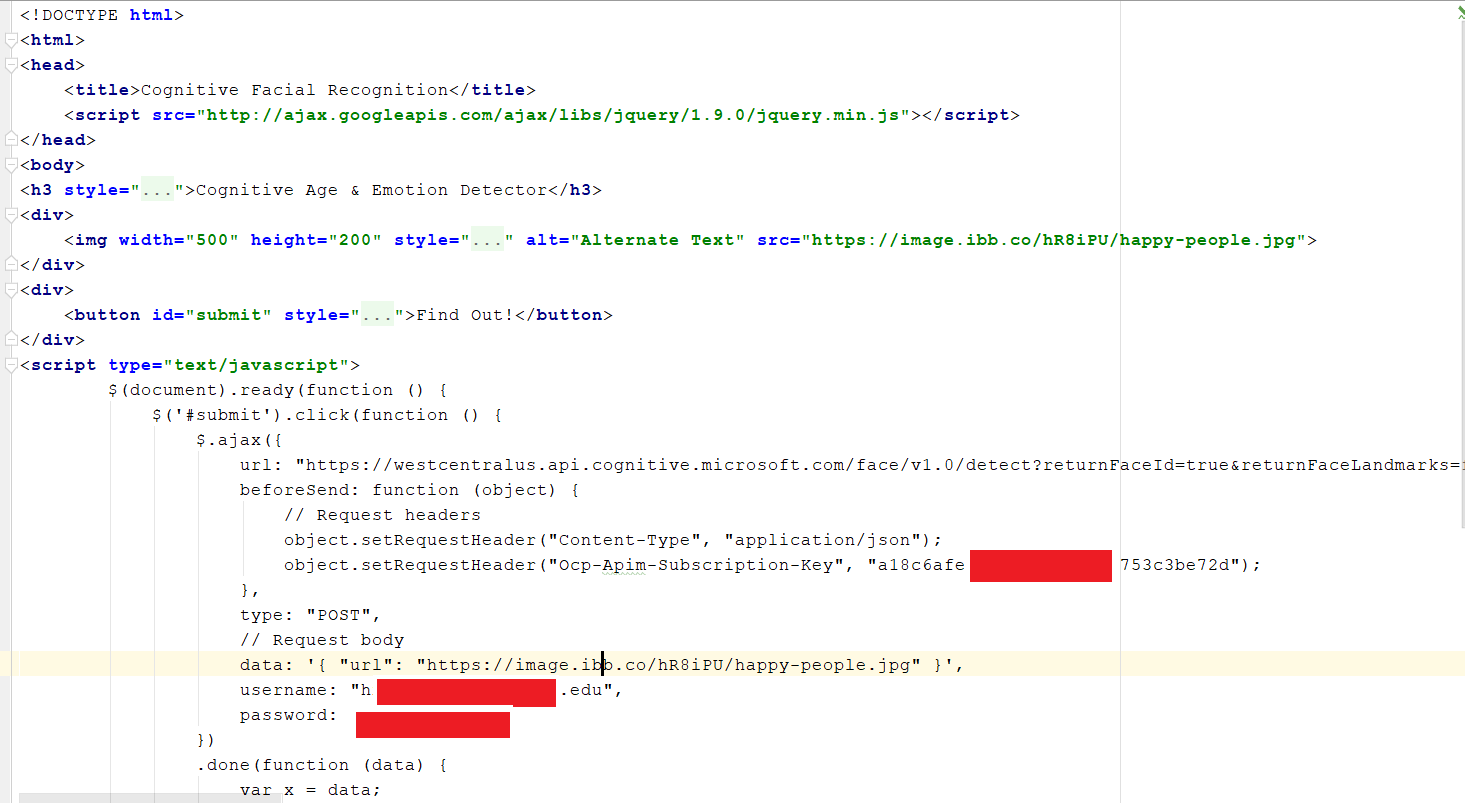 <!DOCTYPE html>
<html>
<head>
    <title>Cognitive Facial Recognition</title>
    <script src="http://ajax.googleapis.com/ajax/libs/jquery/1.9.0/jquery.min.js"></script>
</head>
<body>
<h3 style="...">Cognitive Age & Emotion Detector</h3>
<div>
    <img width="500" height="200" style="..." alt="Alternate Text" src="https://image.ibb.co/hR8iPU/happy-people.jpg">
</div>
<div>
    <button id="submit" style="...">Find Out!</button>
</div>
<script type="text/javascript">
        $(document).ready(function () {
            $('#submit').click(function () {
                $.ajax({
                    url: "https://westcentralus.api.cognitive.microsoft.com/face/v1.0/detect?returnFaceId=true&returnFaceLandmarks=
                    beforeSend: function (object) {
                        // Request headers
                        object.setRequestHeader("Content-Type", "application/json");
                        object.setRequestHeader("Ocp-Apim-Subscription-Key", "a18c6afe 753c3be72d");
                    },
                    type: "POST",
                    // Request body
                    data: '{ "url": "https://image.ibb.co/hR8iPU/happy-people.jpg" }',
                    username: "h .edu",
                    password:
                })
                .done(function (data) {
                    var x = data;